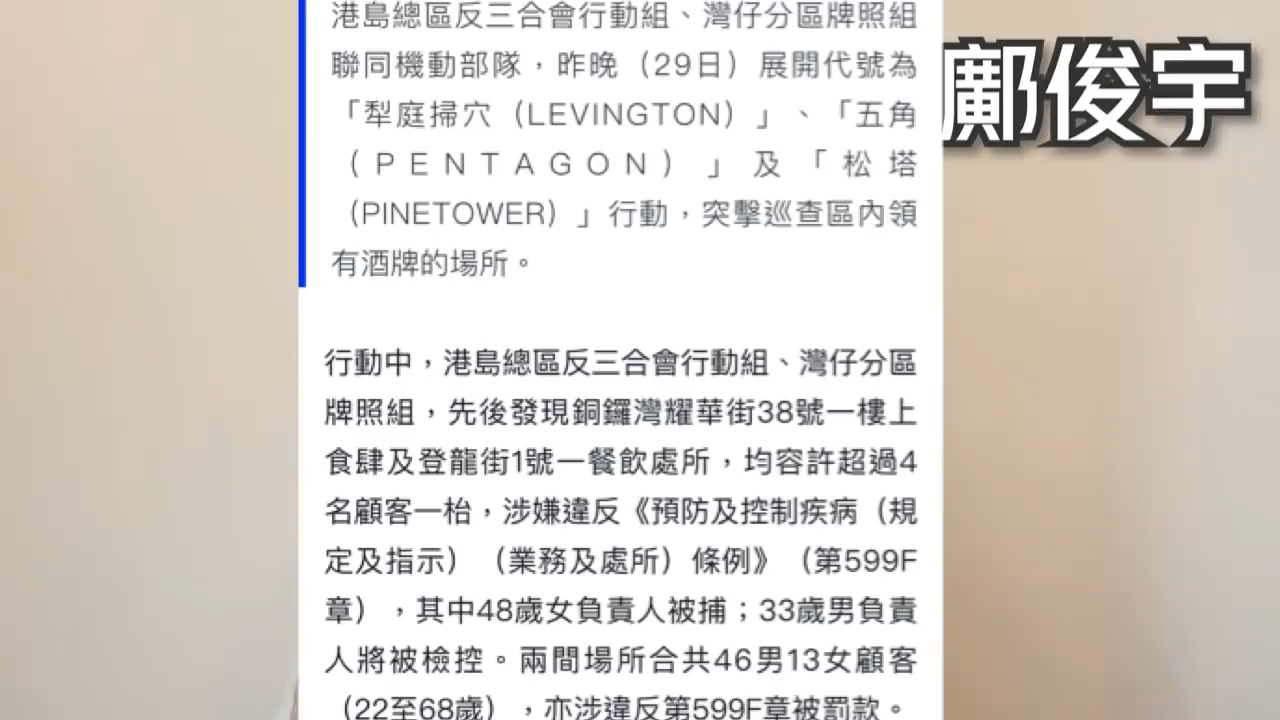 港島總區反三合會行動組、灣仔分區牌照組
聯同機動部隊，昨晚（29日）展開代號為
「犁庭掃穴（LEVINGTON）」、「五角
（PENTAGON）」及「松塔
（PINETOWER）」行動，突擊巡查區內領
有酒牌的場所。
行動中，港島總區反三合會行動組、灣仔分區
牌照組，先後發現銅鑼灣耀華街38號一樓上
食肆及登龍街1號一餐飲處所，均容許超過4
名顧客一枱，涉嫌違反《預防及控制疾病（規
定及指示）（業務及處所）條例》（第599F
章），其中48歲女負責人被捕；33歲男負責
人將被檢控。兩間場所合共46男13女顧客
（22至68歲），亦涉違反第599F章被罰款。
鄺俊宇